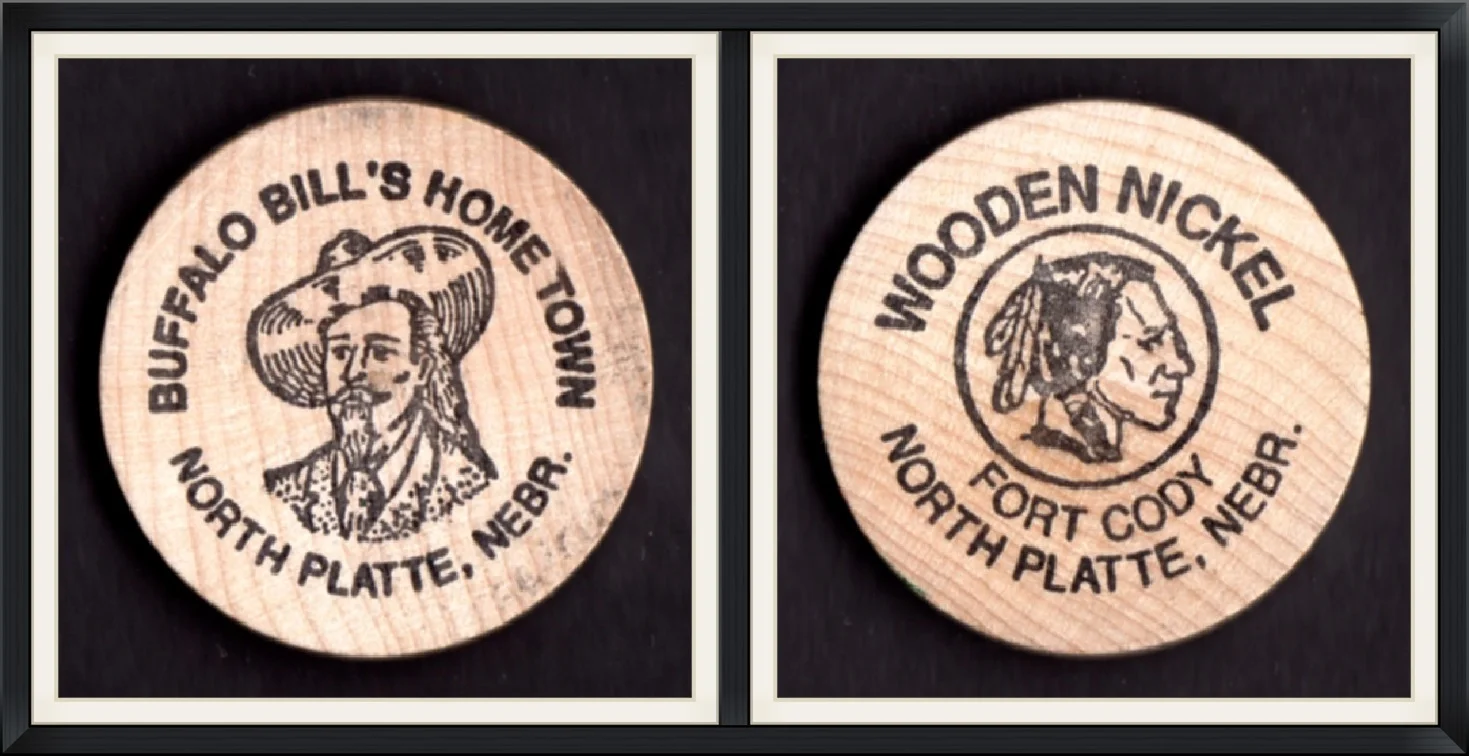 BUFFALO BILL'S HOME TOWN
NORTH PLATTE, NEBR.
WOODEN NICKEL
FORT CODY
NORTH PLATTE, NEBR.